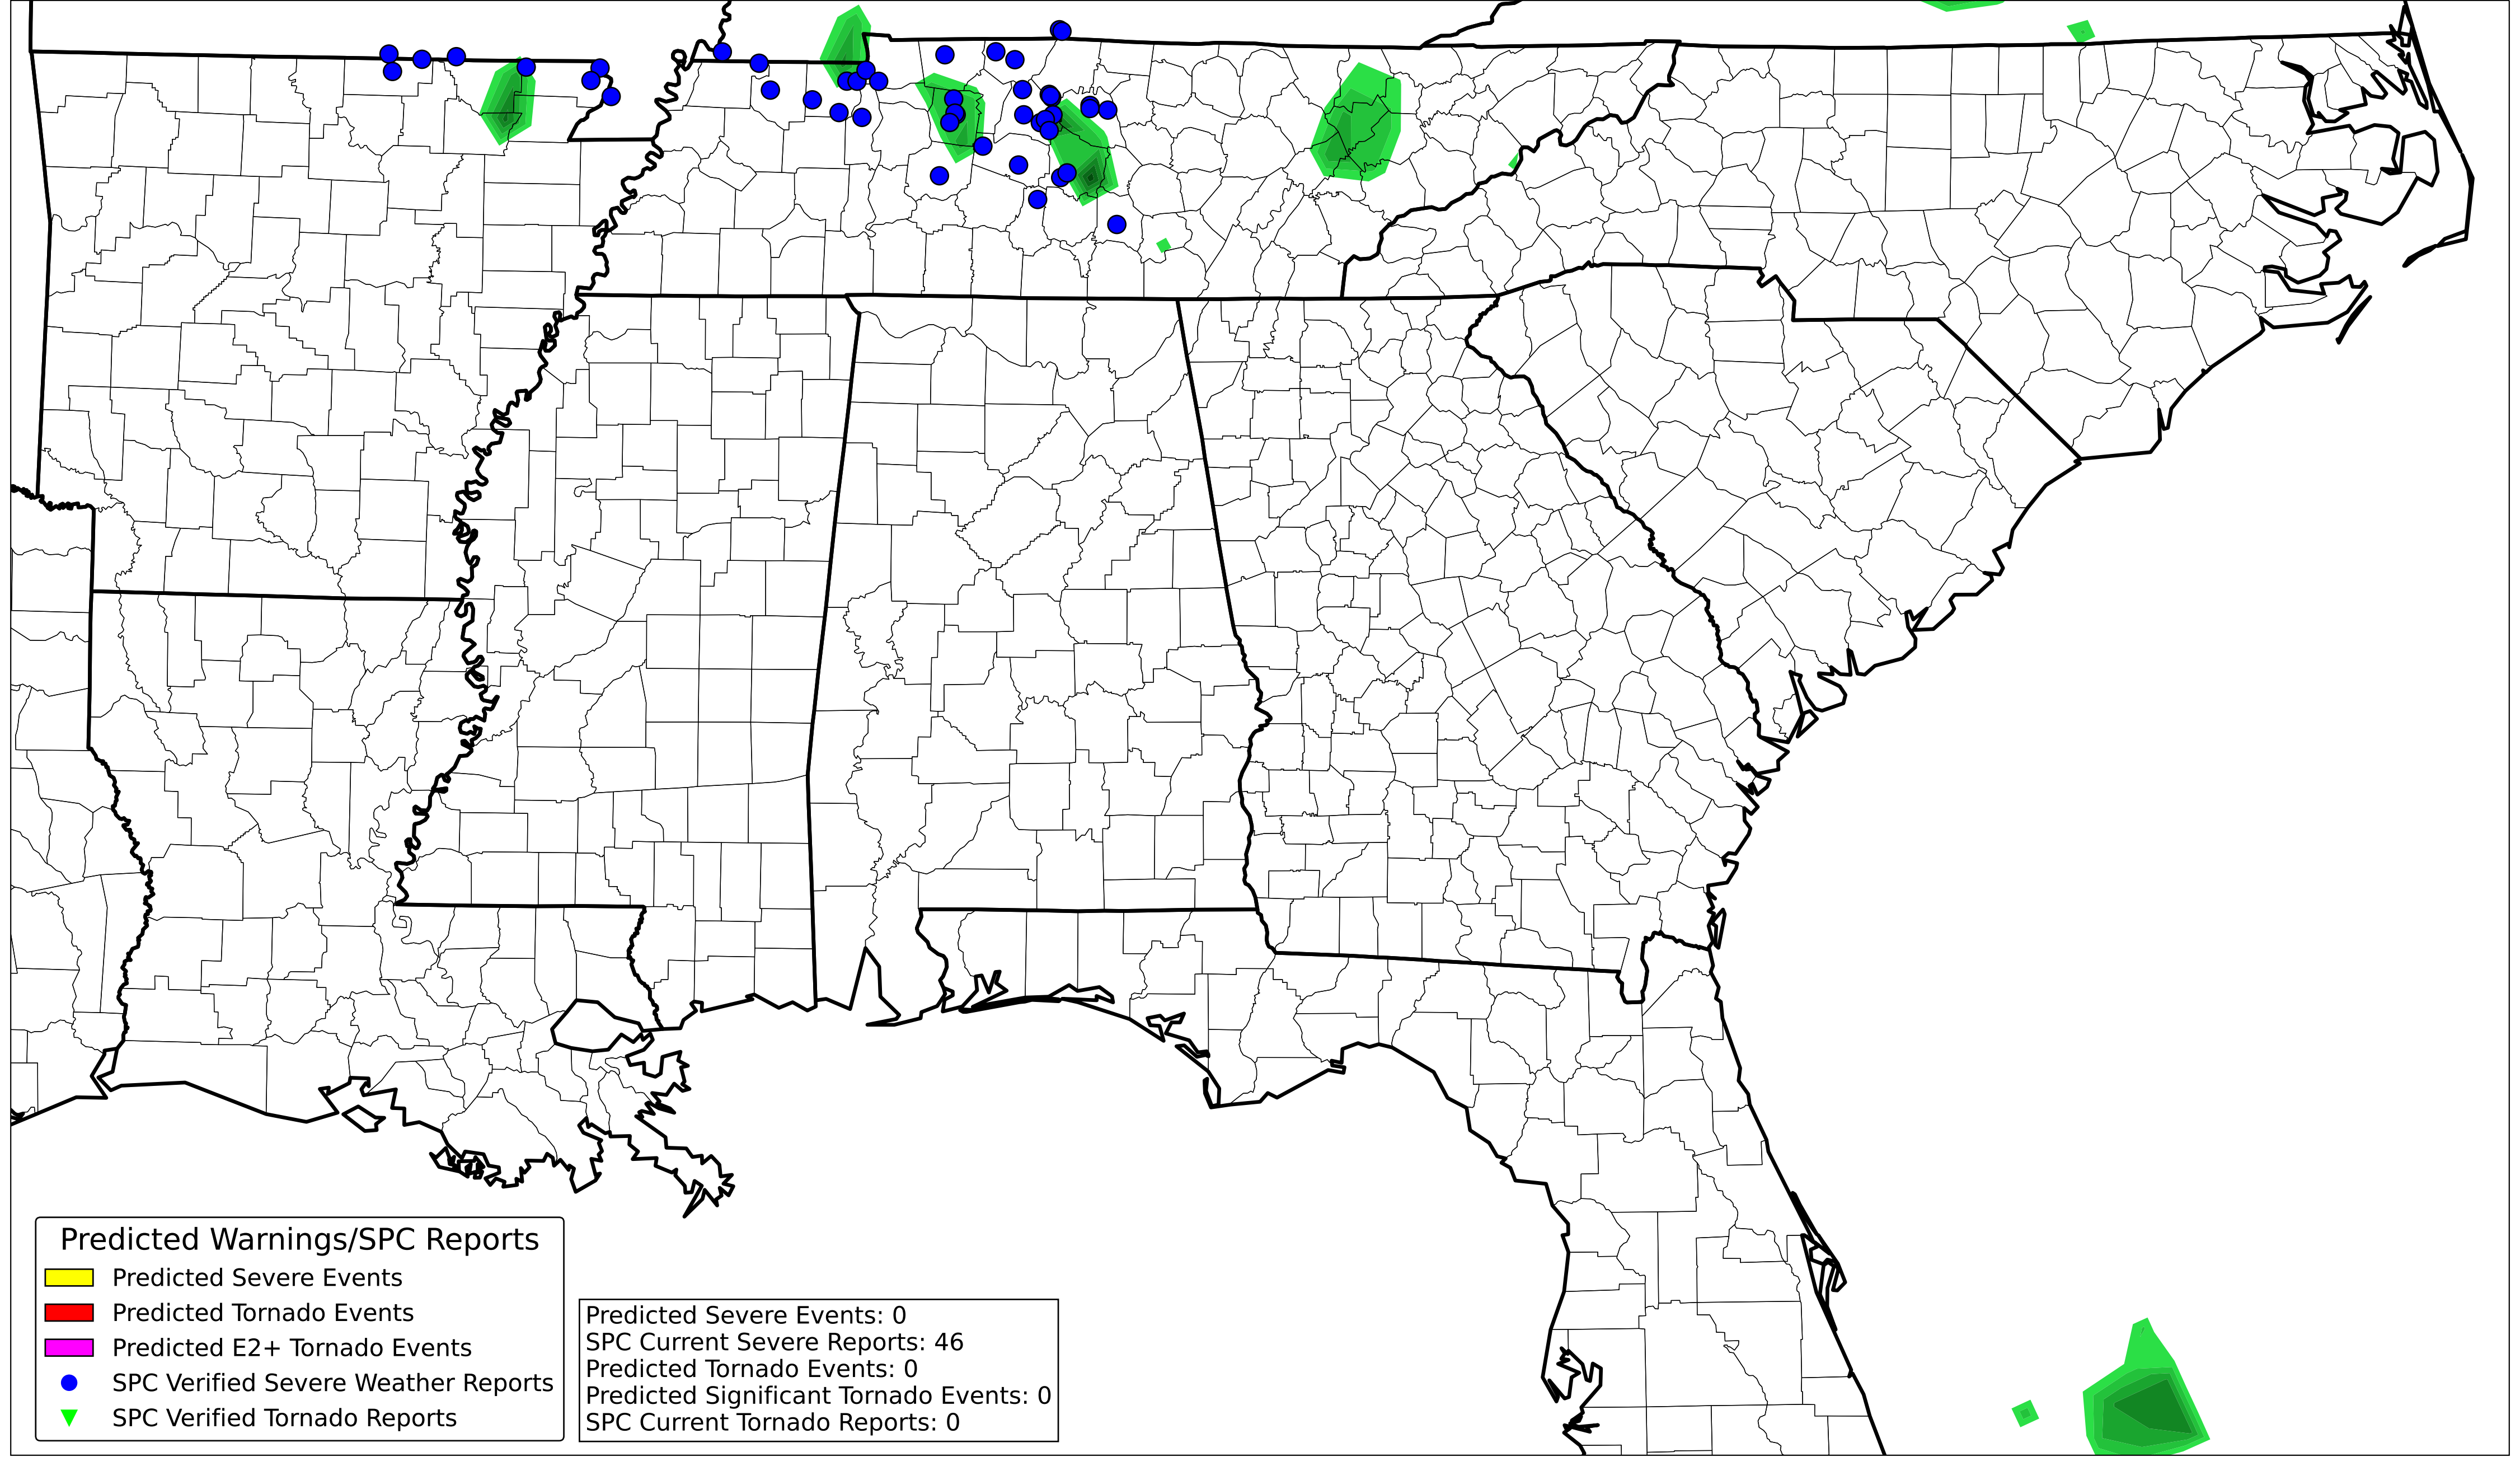 Predicted Warnings/SPC Reports
Predicted Severe Events
Predicted Tornado Events
Predicted E2+ Tornado Events
SPC Verified Severe Weather Reports
SPC Verified Tornado Reports
Predicted Severe Events: 0
SPC Current Severe Reports: 46
Predicted Tornado Events: 0
Predicted Significant Tornado Events: 0
SPC Current Tornado Reports: 0